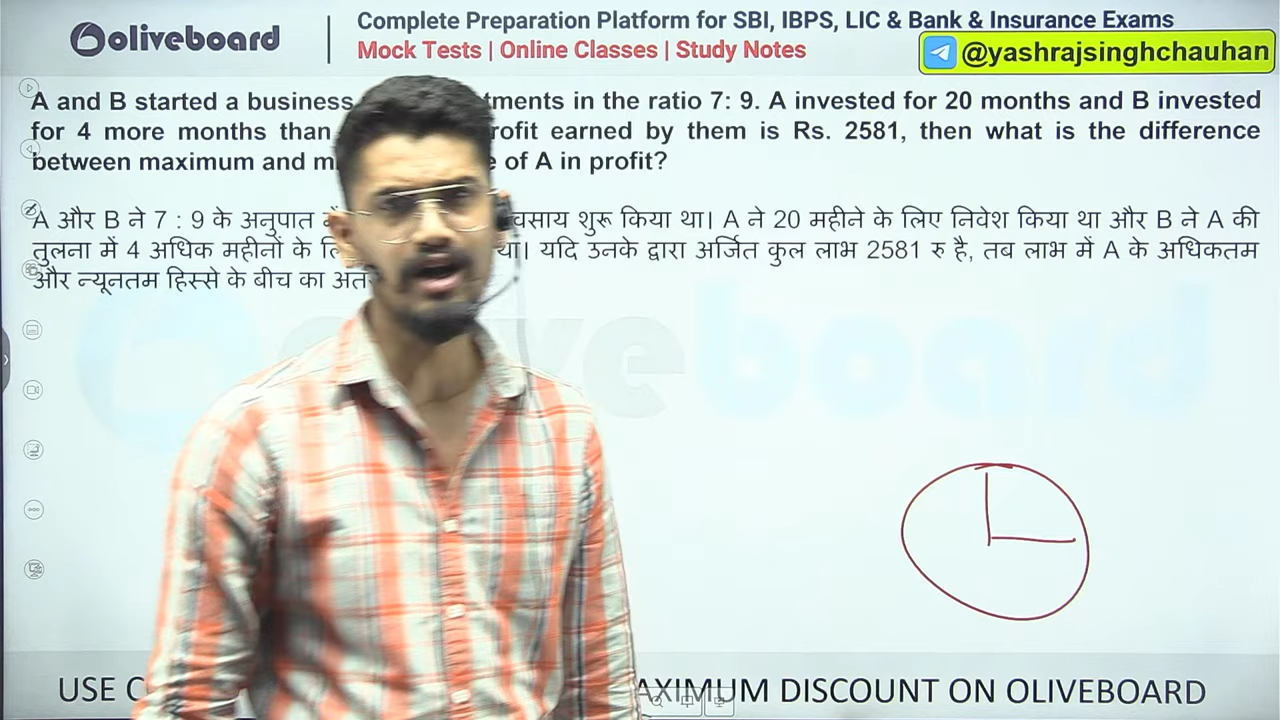 oliveboard
Complete Preparation Platform for SBI, IBPS, LIC & Bank & Insurance Exams
Mock Tests | Online Classes | Study Notes
@yashrajsinghchauhan
A and B started a business tments in the ratio 7: 9. A invested for 20 months and B invested
for 4 more months than rofit earned by them is Rs. 2581, then what is the difference
between maximum and m e of A in profit?
A और B ने 7 : 9 के अनुपात में वसाय शुरू किया था। A ने 20 महीने के लिए निवेश किया था और B ने A की
तुलना में 4 अधिक महीनों के लि था। यदि उनके द्वारा अर्जित कुल लाभ 2581 रु है, तब लाभ में A के अधिकतम
और न्यूनतम हिस्से के बीच का अंत
oliveboard
USE C AXIMUM DISCOUNT ON OLIVEBOARD